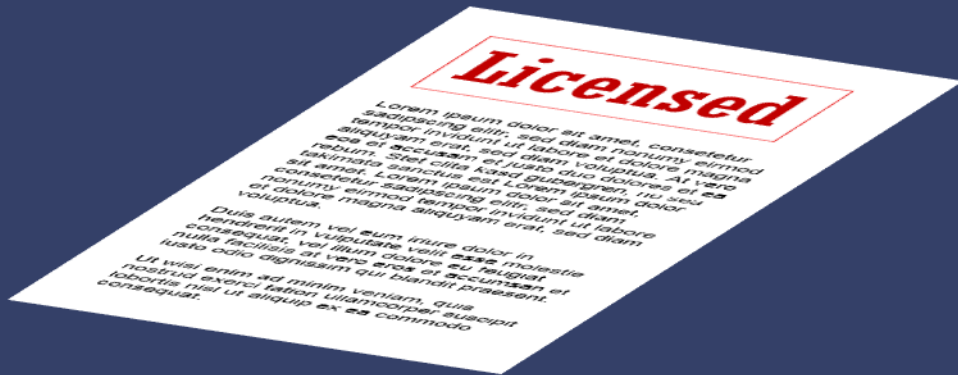 Licensed
Lorem ipsum dolor sit amet, consetetur
sadipscing elitr, sed diam nonumy eirmod
tempor invidunt ut labore et dolore magna
aliquyam erat, sed diam voluptua. At vero
eos et accusam et justo duo dolores et ea
rebum. Stet clita kasd gubergren, no sea
takimata sanctus est Lorem ipsum dolor
sit amet. Lorem ipsum dolor sit amet,
consetetur sadipscing elitr, sed diam
nonumy eirmod tempor invidunt ut labore
et dolore magna aliquyam erat, sed diam
voluptua.
Duis autem vel eum iriure dolor in
hendrerit in vulputate velit esse molestie
consequat, vel illum dolore eu feugiat
nulla facilisis at vero eros et accumsan et
iusto odio dignissim qui blandit praesent.
Ut wisi enim ad minim veniam, quis
nostrud exerci tation ullamcorper suscipit
lobortis nisl ut aliquip ex ea commodo
consequat.